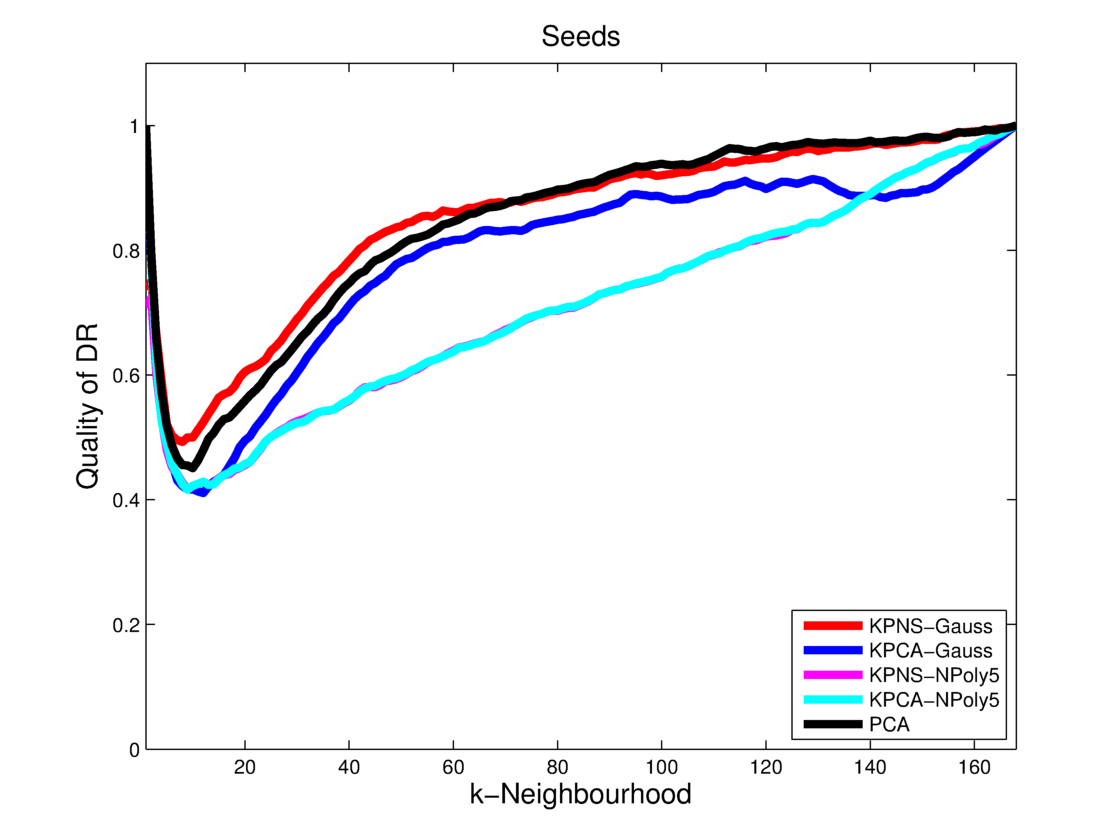 Seeds
1
0.8
0.6
0.4
0.2
0
Quality of DR
20 40 60 80 100 120 140 160
k−Neighbourhood
KPNS−Gauss
KPCA−Gauss
KPNS−NPoly5
KPCA−NPoly5
PCA